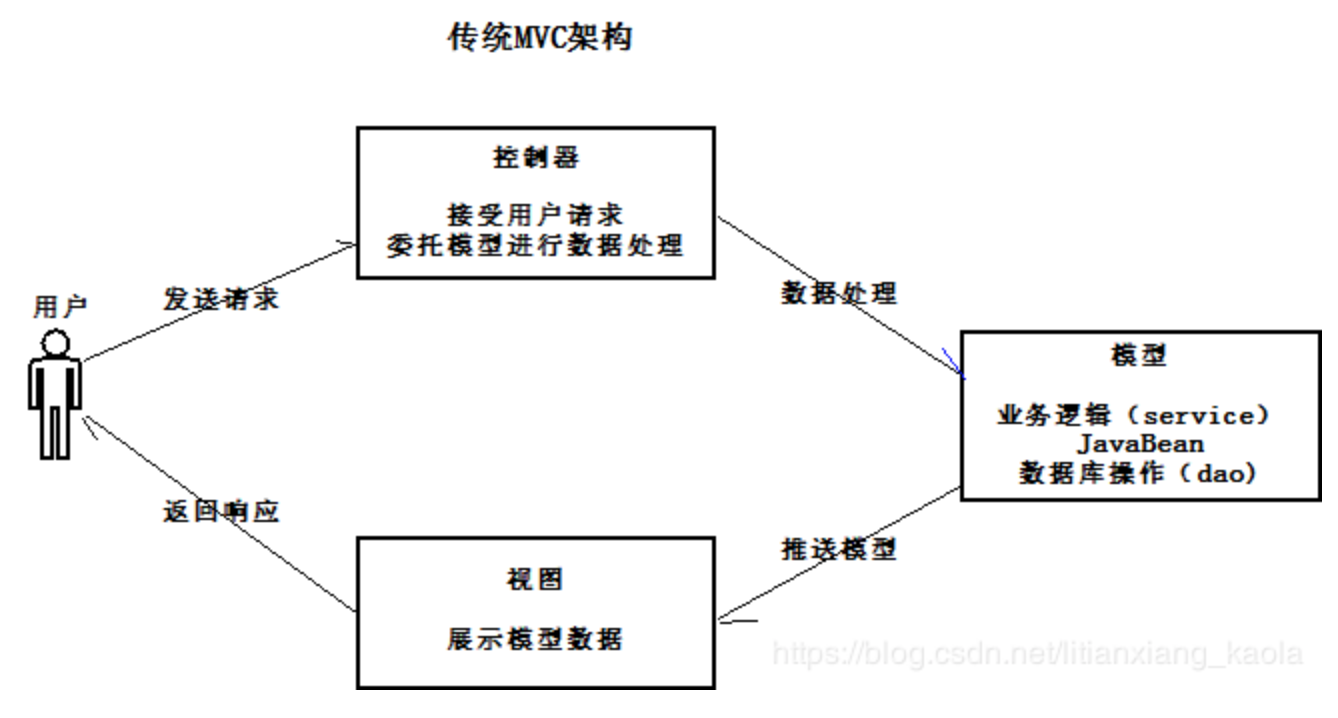 传统MVC架构
控制器
接受用户请求
委托模型进行数据处理
用户
发送请求
数据处理
模型
业务逻辑（service）
JavaBean
数据库操作（dao）
返回响应
推送模型
视图
展示模型数据
https://blog.csdn.net/litianxiang_kaola